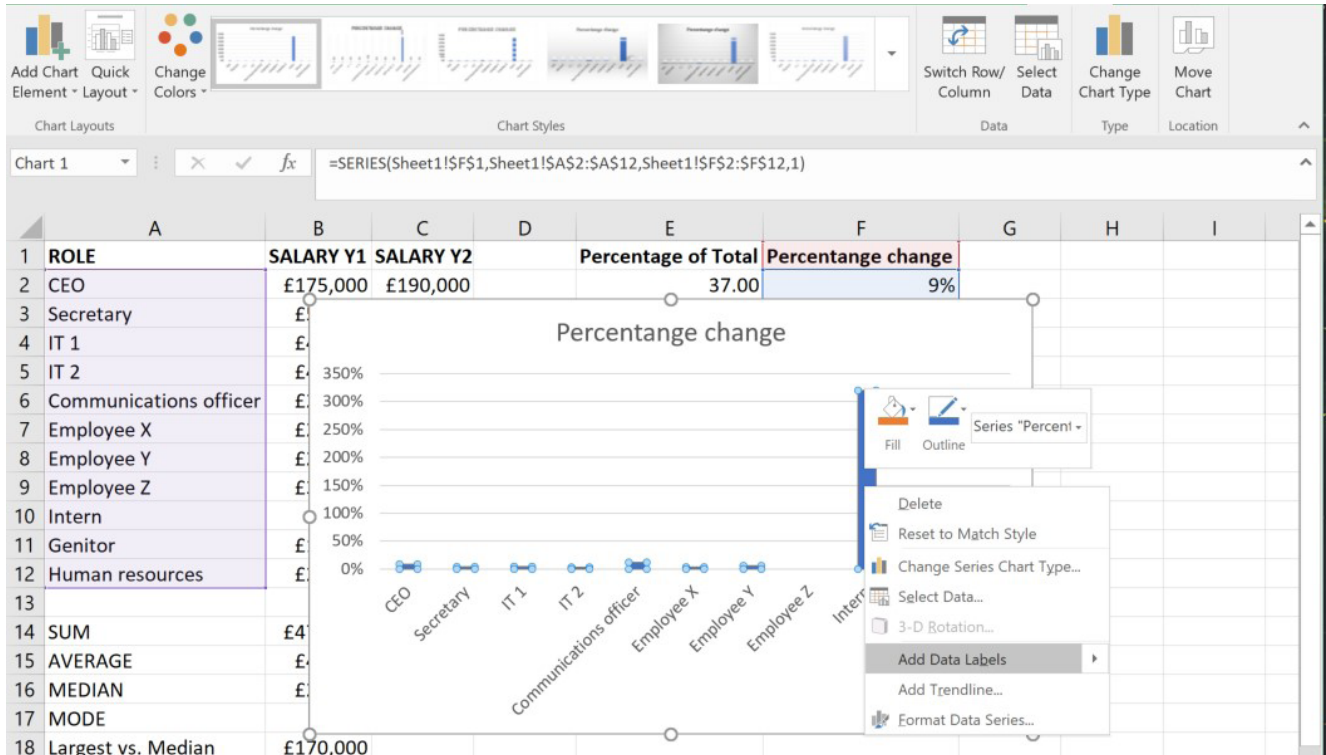 Add Chart Element
Quick Layout
Change Colors
Switch Row/ Column
Select Data
Change Chart Type
Move Chart
Chart Layouts
Chart Styles
Data
Type
Location
Chart 1
fx
=SERIES(Sheet1!$F$1,Sheet1!$A$2:$A$12,Sheet1!$F$2:$F$12,1)
A B C D E F G H I
1 ROLE SALARY Y1 SALARY Y2 Percentage of Total Percentange change
2 CEO £175,000 £190,000 37.00 9%
3 Secretary £
4 IT 1 £
5 IT 2 £
6 Communications officer £
7 Employee X £
8 Employee Y £
9 Employee Z £
10 Intern
11 Genitor £
12 Human resources £
13
14 SUM £4
15 AVERAGE £
16 MEDIAN £
17 MODE
18 Largest vs. Median £170,000
Percentange change
350%
300%
250%
200%
150%
100%
50%
0%
CEO
Secretary
IT 1
IT 2
Communications officer
Employee X
Employee Y
Employee Z
Intern
Fill
Outline
Series "Percent
Delete
Reset to Match Style
Change Series Chart Type...
Select Data...
3-D Rotation...
Add Data Labels
Add Trendline...
Format Data Series...